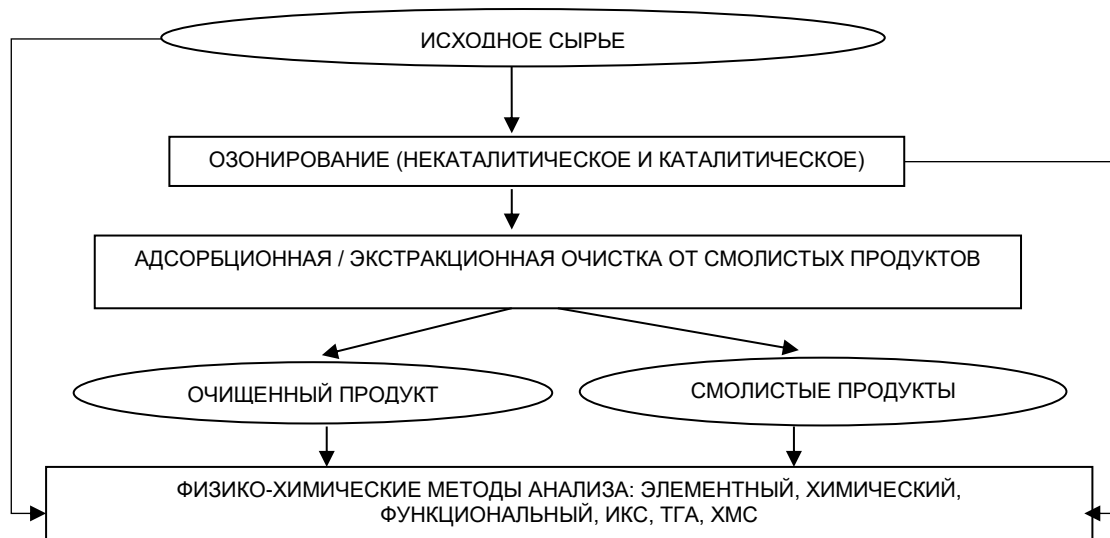 ИСХОДНОЕ СЫРЬЕ
ОЗОНИРОВАНИЕ (НЕКАТАЛИТИЧЕСКОЕ И КАТАЛИТИЧЕСКОЕ)
АДСОРБЦИОННАЯ / ЭКСТРАКЦИОННАЯ ОЧИСТКА ОТ СМОЛИСТЫХ ПРОДУКТОВ
ОЧИЩЕННЫЙ ПРОДУКТ
СМОЛИСТЫЕ ПРОДУКТЫ
ФИЗИКО-ХИМИЧЕСКИЕ МЕТОДЫ АНАЛИЗА: ЭЛЕМЕНТНЫЙ, ХИМИЧЕСКИЙ,
ФУНКЦИОНАЛЬНЫЙ, ИКС, ТГА, ХМС